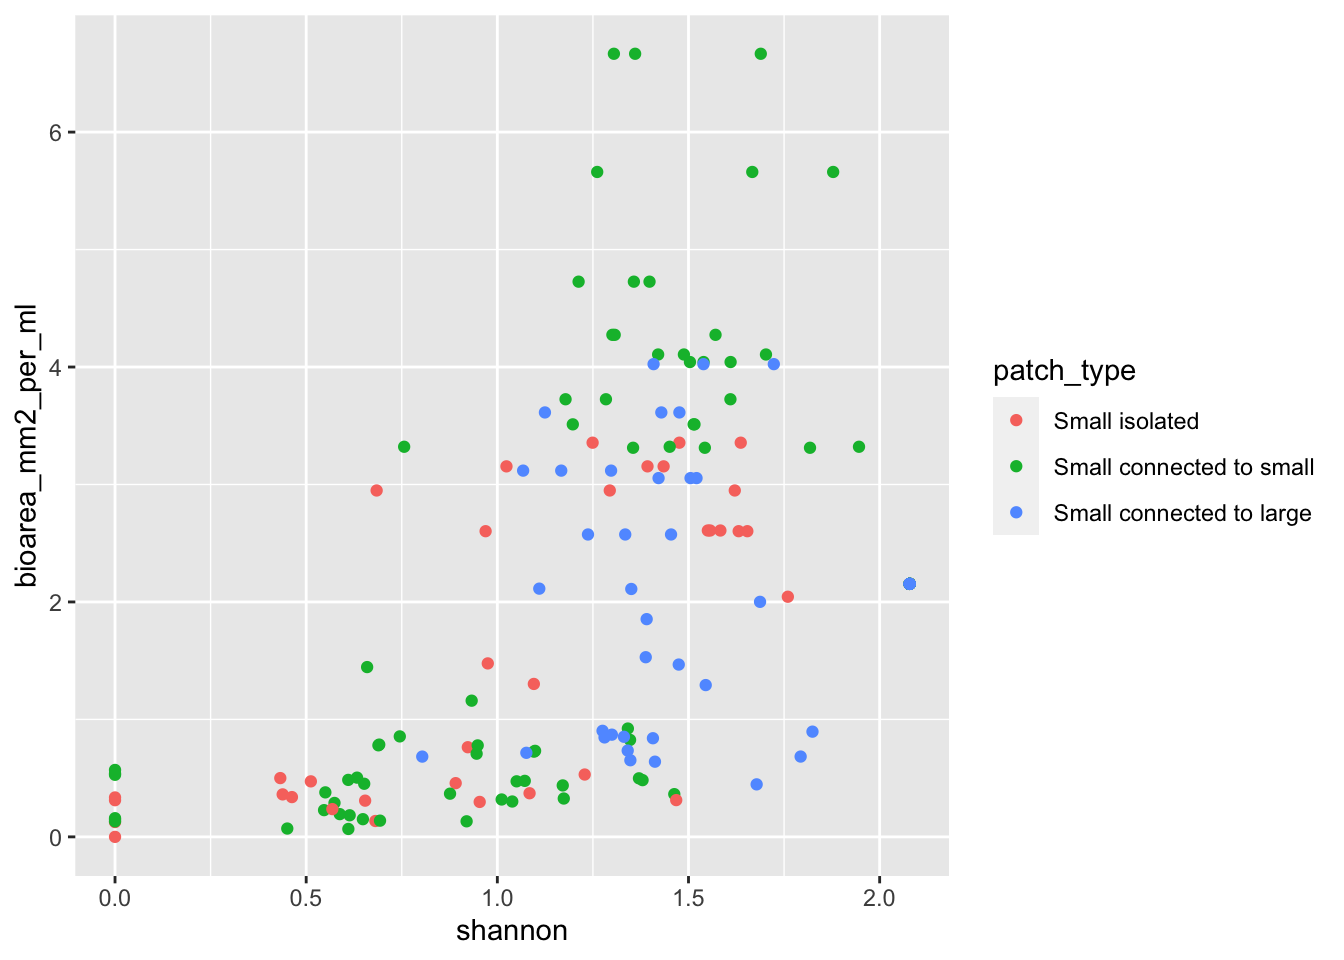 6
4
2
0
bioarea_mm2_per_ml
0.0 0.5 1.0 1.5 2.0
shannon
patch_type
Small isolated
Small connected to small
Small connected to large